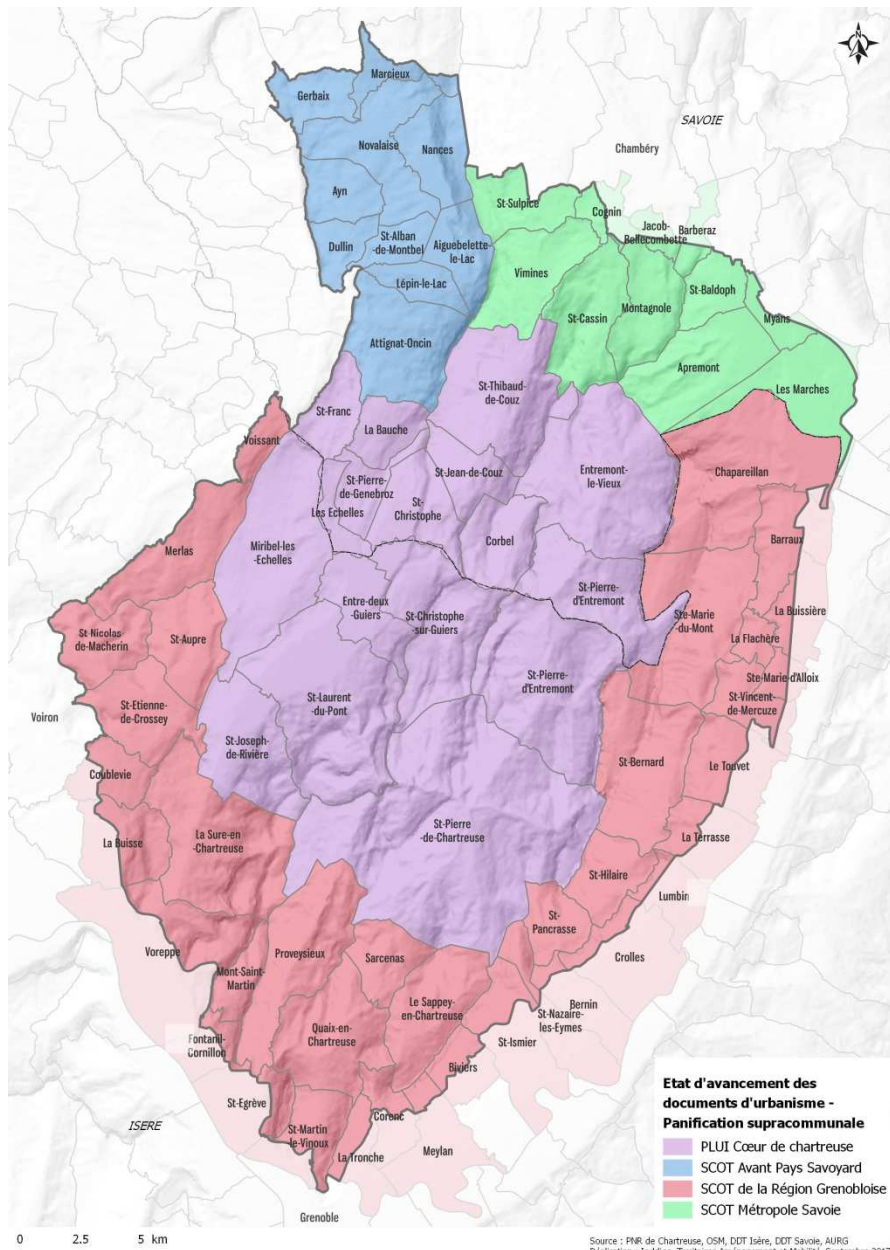 N
Marcieux
Gerbaix
SAVOIE
Novalaise
Nances
Chambéry
Ayn
St-Sulpice
Cognin
St-Alban
-de-Montbel
Jacob-
Bellecombette
Barberaz
Dullin
Aiguebelette
-le-Lac
Vimines
Lépin-le-Lac
St-Baldoph
Montagnole
St-Cassin
Myans
Attignat-Oncin
Apremont
Les Marches
St-Thibaud-
de-Couz
St-Franc
La Bauche
Voissant
St-Jean-de-Couz
Entremont-
le-Vieux
Chapareillan
St-Pierre-
de-Genebroz
Les Echelles
St-
Christophe
Corbel
Barraux
Merlas
Miribel-les
-Echelles
St-Pierre-
d'Entremont
Entre-deux
-Guiers
St-Christophe
-sur-Guiers
La Buissière
Ste-Marie
-du-Mont
St-Nicolas-
de-Macherin
St-Aupre
La Flachère
Ste-Marie-d'Alloix
St-Vincent-
de-Mercuze
St-Pierre-
d'Entremont
St-Laurent
-du-Pont
St-Etienne-
de-Crossey
Voiron
St-Joseph-
de-Rivière
St-Bernard
Le Touvet
Coublevie
La Sure-en
-Chartreuse
St-Pierre
-de-Chartreuse
La Terrasse
La Buisse
St-Hilaire
Lumbin
St-
Pancrasse
Voreppe
Proveysieux
Sarcenas
Crolles
Mont-Saint-
Martin
Le Sappey-
en-Chartreuse
Bernin
St-Nazaire-
les-Eymes
Quaix-en-
Chartreuse
Fontanil-
Cornillon
St-Ismier
Biviers
St-Egrève
Corenc
ISERE
St-Martin
-le-Vinoux
La Tronche
Meylan
Grenoble
Etat d'avancement des
documents d'urbanisme -
Panification supracommunale
PLUI Cœur de chartreuse
SCOT Avant Pays Savoyard
SCOT de la Région Grenobloise
SCOT Métropole Savoie
0 2.5 5 km
Source : PNR de Chartreuse, OSM, DDT Isère, DDT Savoie, AURG